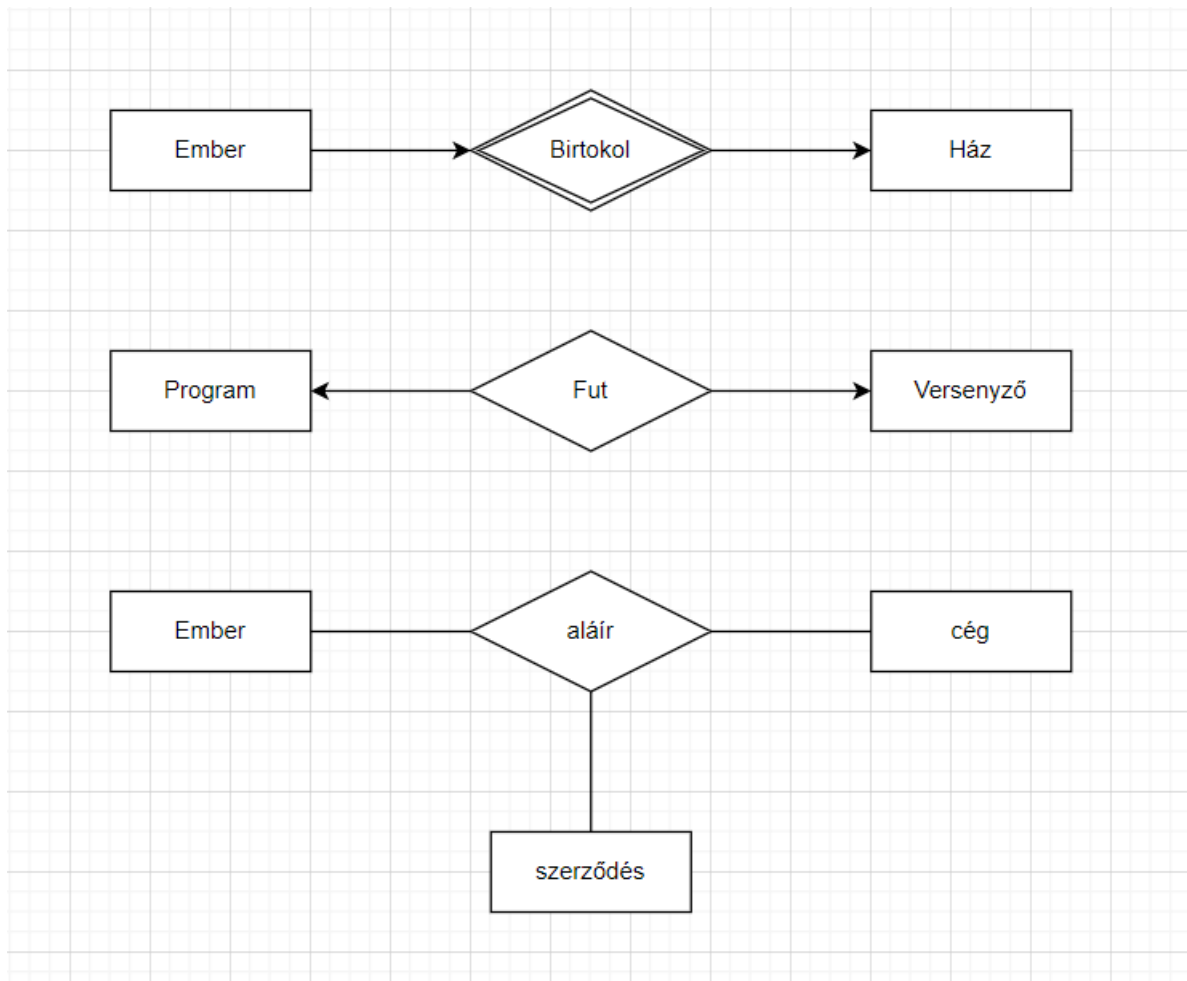 Ember
Birtokol
Ház
Program
Fut
Versenyző
Ember
aláír
cég
szerződés